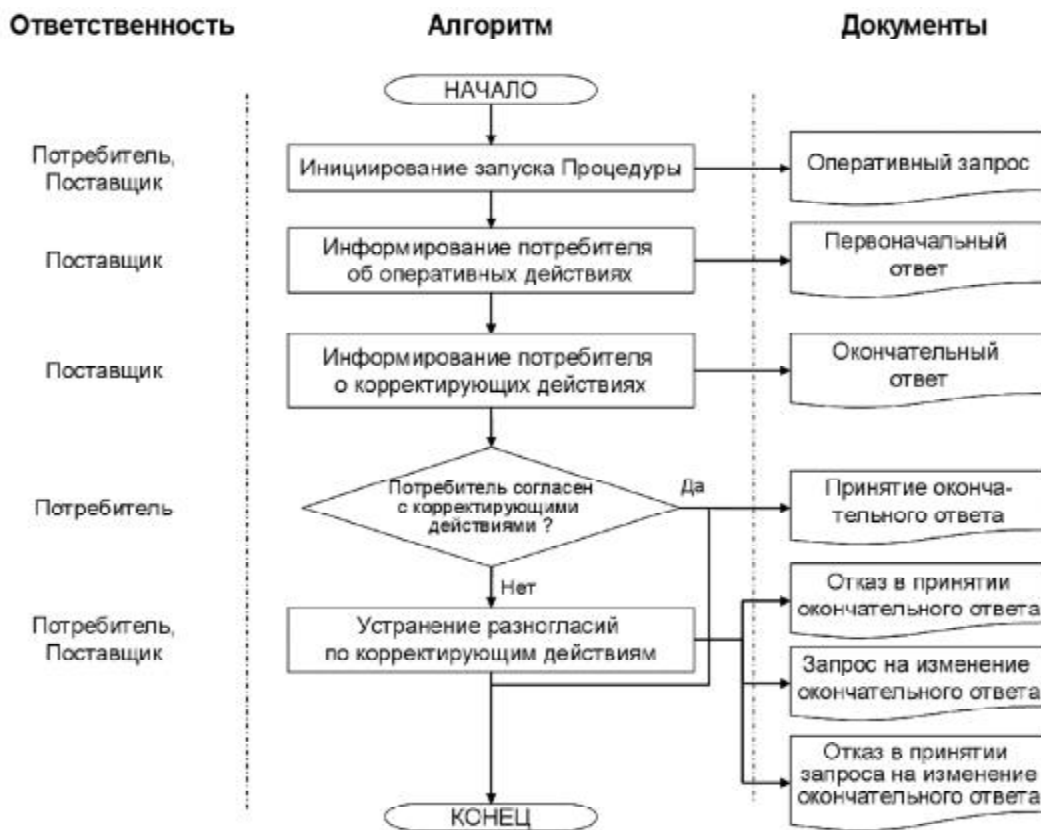 Ответственность
Алгоритм
Документы
НАЧАЛО
Потребитель,
Поставщик
Инициирование запуска Процедуры
Оперативный запрос
Поставщик
Информирование потребителя
об оперативных действиях
Первоначальный
ответ
Поставщик
Информирование потребителя
о корректирующих действиях
Окончательный
ответ
Потребитель
Потребитель согласен
с корректирующими
действиями ?
Да
Принятие оконча-
тельного ответа
Нет
Потребитель,
Поставщик
Устранение разногласий
по корректирующим действиям
Отказ в принятии
окончательного ответа
Запрос на изменение
окончательного ответа
Отказ в принятии
запроса на изменение
окончательного ответа
КОНЕЦ